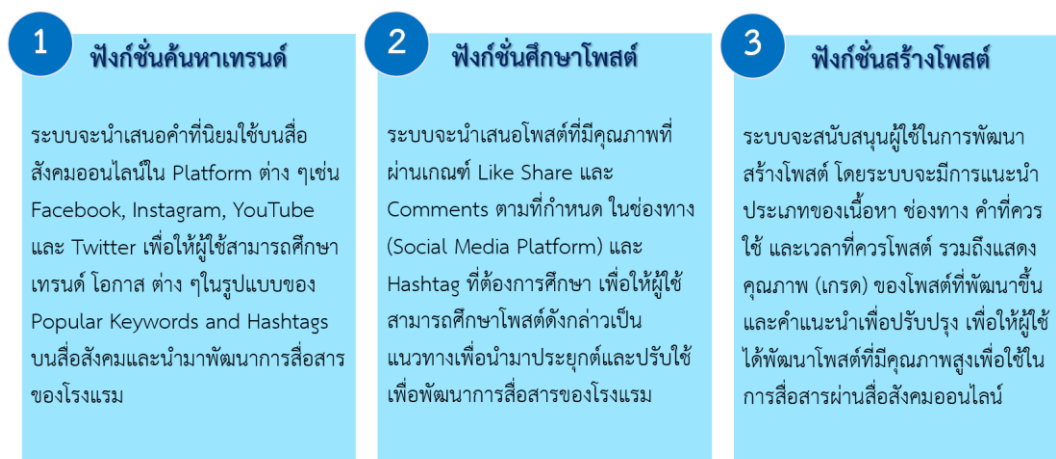 1
ฟังก์ชั่นค้นหาเทรนด์
ระบบจะนำเสนอคำที่นิยมใช้บนสื่อ
สังคมออนไลน์ใน Platform ต่าง ๆเช่น
Facebook, Instagram, YouTube
และ Twitter เพื่อให้ผู้ใช้สามารถศึกษา
เทรนด์ โอกาส ต่าง ๆในรูปแบบของ
Popular Keywords and Hashtags
บนสื่อสังคมและนำมาพัฒนาการสื่อสาร
ของโรงแรม
2
ฟังก์ชั่นศึกษาโพสต์
ระบบจะนำเสนอโพสต์ที่มีคุณภาพที่
ผ่านเกณฑ์ Like Share และ
Comments ตามที่กำหนด ในช่องทาง
(Social Media Platform) และ
Hashtag ที่ต้องการศึกษา เพื่อให้ผู้ใช้
สามารถศึกษาโพสต์ดังกล่าวเป็น
แนวทางเพื่อนำมาประยุกต์และปรับใช้
เพื่อพัฒนาการสื่อสารของโรงแรม
3
ฟังก์ชั่นสร้างโพสต์
ระบบจะสนับสนุนผู้ใช้ในการพัฒนา
สร้างโพสต์ โดยระบบจะมีการแนะนำ
ประเภทของเนื้อหา ช่องทาง คำที่ควร
ใช้ และเวลาที่ควรโพสต์ รวมถึงแสดง
คุณภาพ (เกรด) ของโพสต์ที่พัฒนาขึ้น
และคำแนะนำเพื่อปรับปรุง เพื่อให้ผู้ใช้
ได้พัฒนาโพสต์ที่มีคุณภาพสูงเพื่อใช้ใน
การสื่อสารผ่านสื่อสังคมออนไลน์